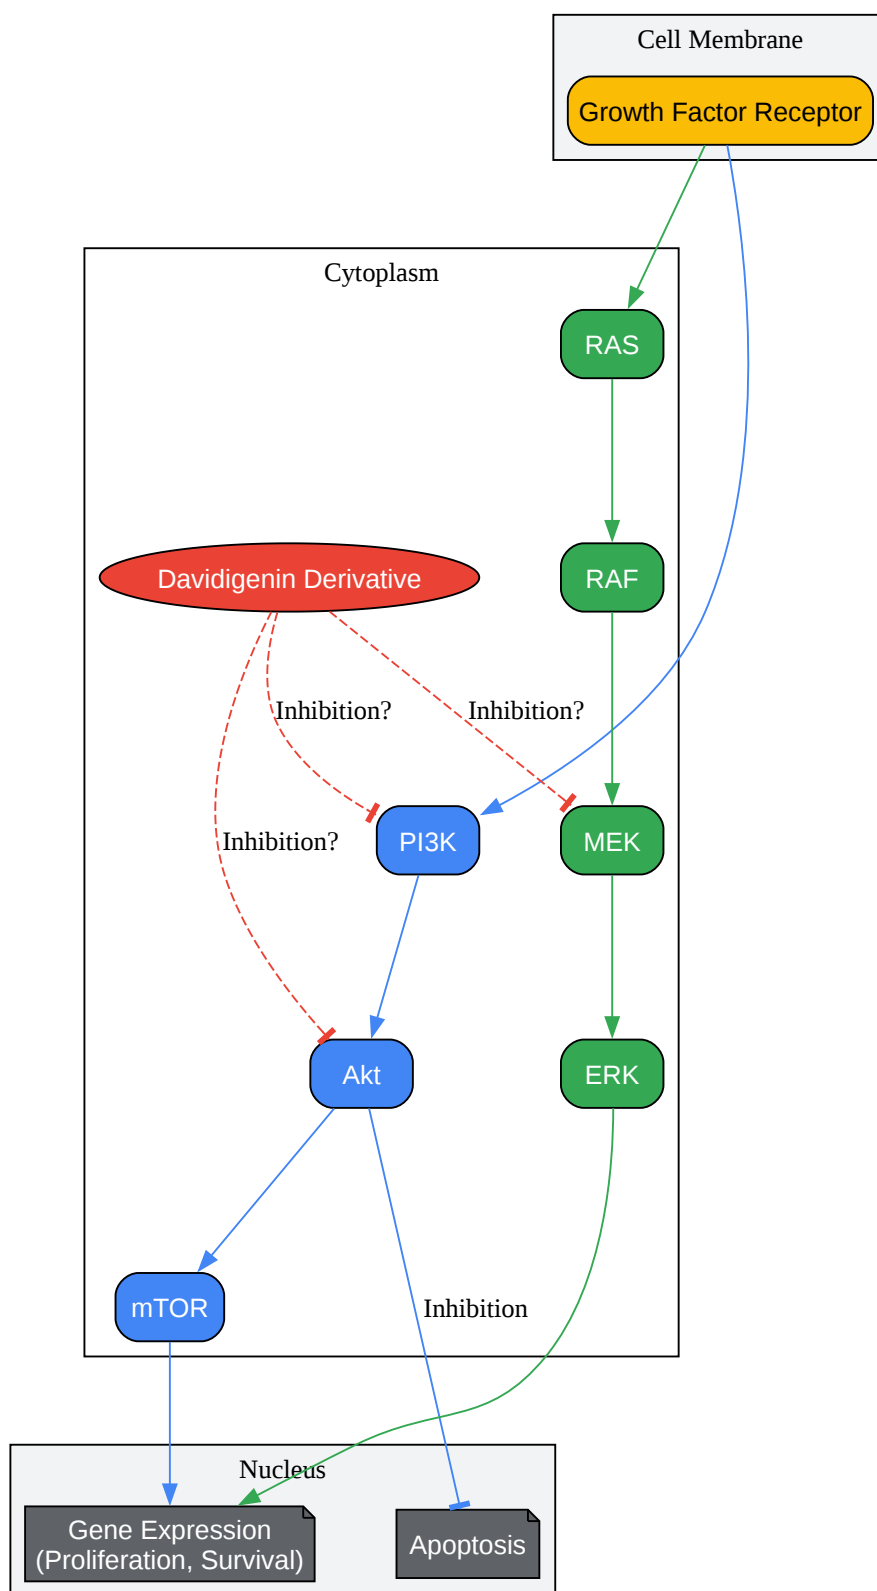 Cell Membrane
Growth Factor Receptor
Cytoplasm
RAS
Davidigenin Derivative
RAF
Inhibition?
Inhibition?
Inhibition?
PI3K
MEK
Akt
ERK
mTOR
Inhibition
Nucleus
Gene Expression
(Proliferation, Survival)
Apoptosis